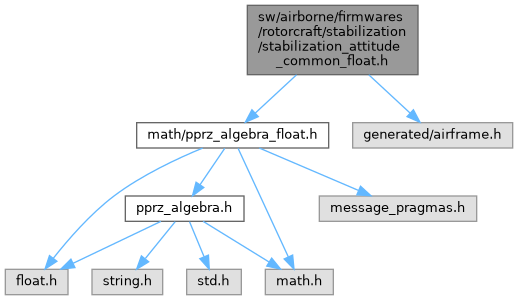 sw/airborne/firmwares
/rotorcraft/stabilization
/stabilization_attitude
_common_float.h
math/pprz_algebra_float.h
generated/airframe.h
pprz_algebra.h
message_pragmas.h
float.h
string.h
std.h
math.h